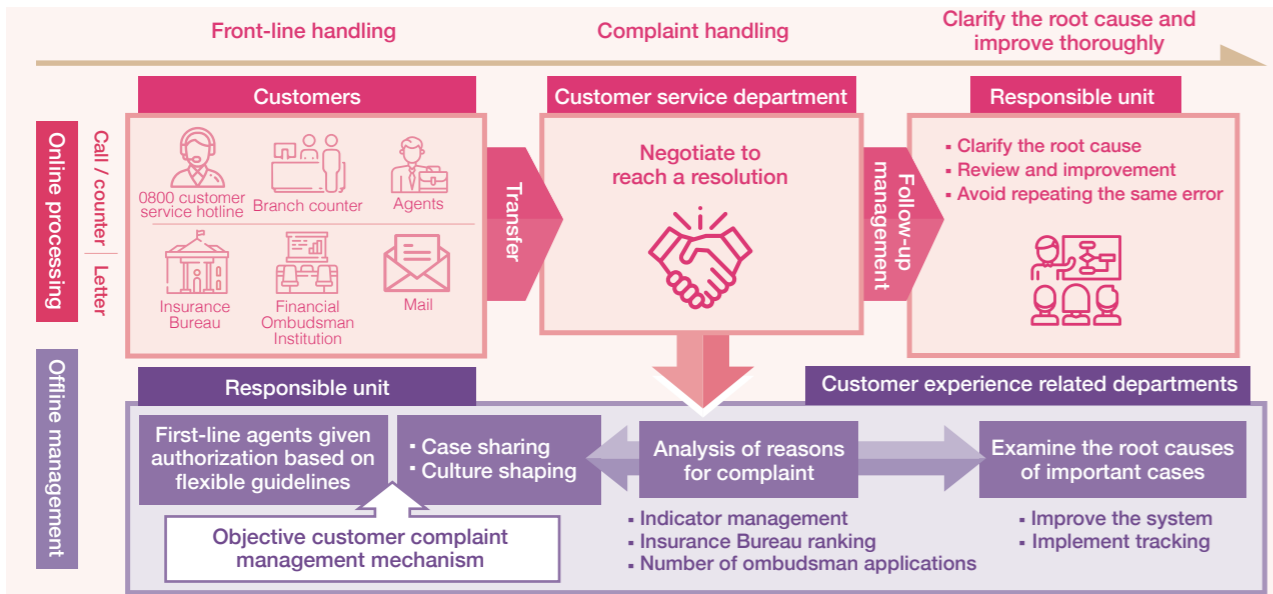 Front-line handling
Complaint handling
Clarify the root cause and
improve thoroughly
Online processing
Call / counter
Letter
Customers
0800 customer
service hotline
Branch counter
Agents
Insurance
Bureau
Financial
Ombudsman
Institution
Mail
Transfer
Customer service department
Negotiate to
reach a resolution
Follow-up
management
Responsible unit
▪ Clarify the root cause
▪ Review and improvement
▪ Avoid repeating the same error
Offline management
Responsible unit
First-line agents given
authorization based on
flexible guidelines
▪ Case sharing
▪ Culture shaping
Objective customer complaint
management mechanism
Analysis of reasons
for complaint
▪ Indicator management
▪ Insurance Bureau ranking
▪ Number of ombudsman applications
Customer experience related departments
Examine the root causes
of important cases
▪ Improve the system
▪ Implement tracking